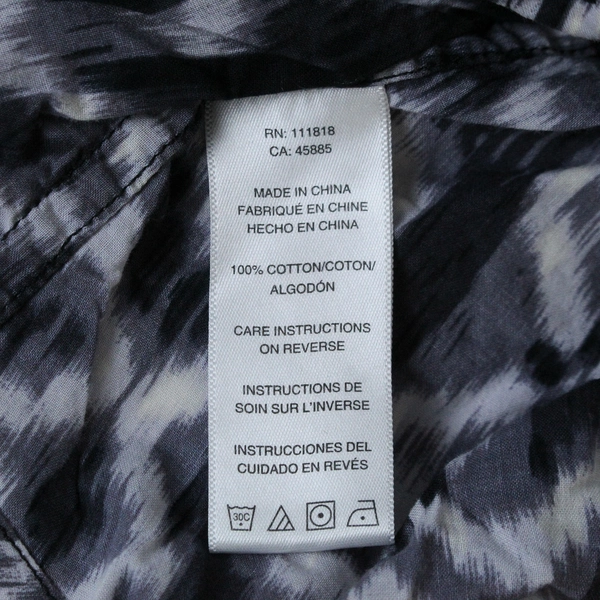 RN: 111818
CA: 45885
MADE IN CHINA
FABRIQUÉ EN CHINE
HECHO EN CHINA
100% COTTON/COTON/
ALGODÓN
CARE INSTRUCTIONS
ON REVERSE
INSTRUCTIONS DE
SOIN SUR L'INVERSE
INSTRUCCIONES DEL
CUIDADO EN REVÉS
30C